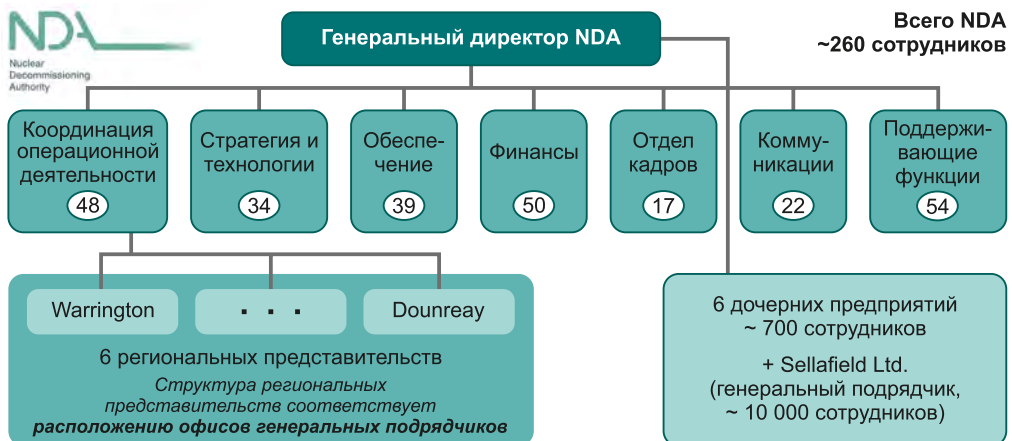 NDA
Nuclear
Decommissioning
Authority
Генеральный директор NDA
Всего NDA
~260 сотрудников
Координация
операционной
деятельности
48
Стратегия и
технологии
34
Обеспе-
чение
39
Финансы
50
Отдел
кадров
17
Комму-
никации
22
Поддержи-
вающие
функции
54
Warrington
. . .
Dounreay
6 региональных представительств
Структура региональных
представительств соответствует
расположению офисов генеральных подрядчиков
6 дочерних предприятий
~ 700 сотрудников
+ Sellafield Ltd.
(генеральный подрядчик,
~ 10 000 сотрудников)